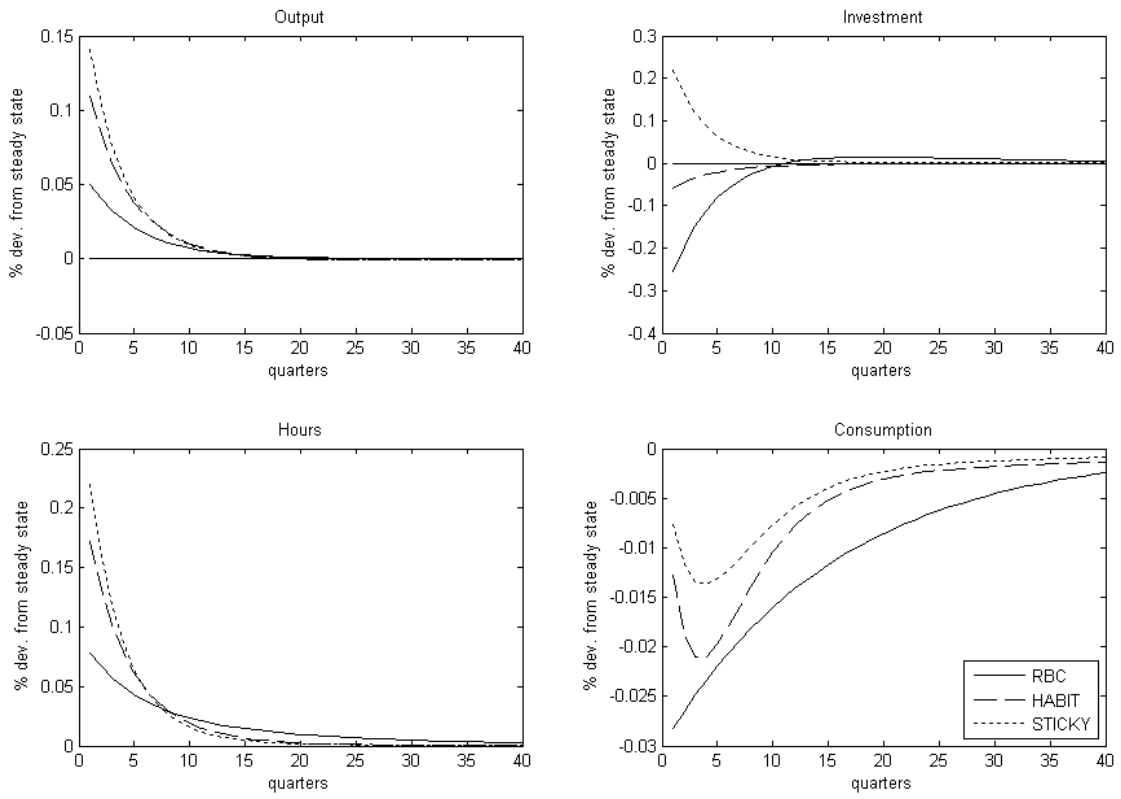 Output
% dev. from steady state
0.15
0.1
0.05
0
-0.05
0 5 10 15 20 25 30 35 40
quarters
Investment
% dev. from steady state
0.3
0.2
0.1
0
-0.1
-0.2
-0.3
-0.4
0 5 10 15 20 25 30 35 40
quarters
Hours
% dev. from steady state
0.25
0.2
0.15
0.1
0.05
0
0 5 10 15 20 25 30 35 40
quarters
Consumption
% dev. from steady state
0
-0.005
-0.01
-0.015
-0.02
-0.025
-0.03
0 5 10 15 20 25 30 35 40
quarters
RBC
HABIT
STICKY